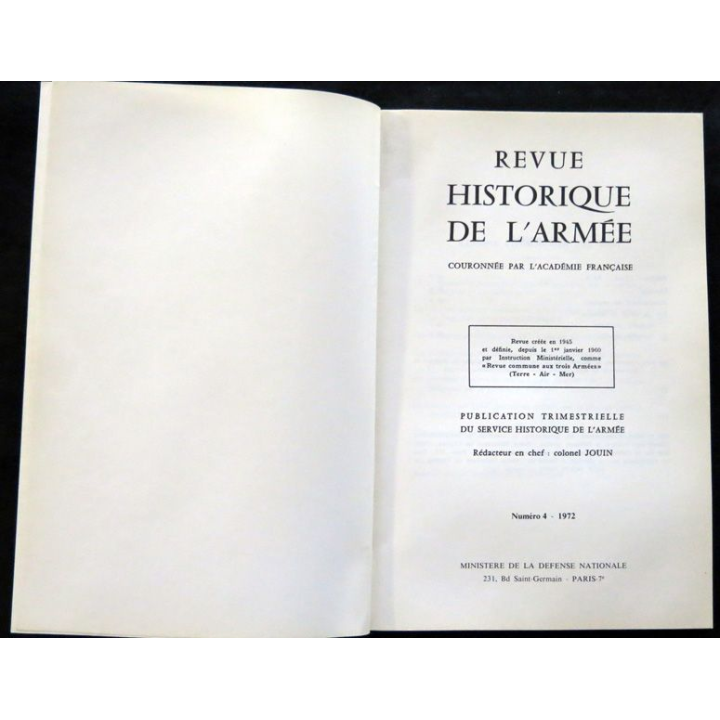 REVUE
HISTORIQUE
DE L'ARMÉE
COURONNÉE PAR L'ACADÉMIE FRANÇAISE
Revue créée en 1945
et définie, depuis le 1er janvier 1960
par Instruction Ministérielle, comme
«Revue commune aux trois Armées»
(Terre - Air - Mer)
PUBLICATION TRIMESTRIELLE
DU SERVICE HISTORIQUE DE L'ARMÉE
Rédacteur en chef : colonel JOUIN
Numéro 4 - 1972
MINISTERE DE LA DEFENSE NATIONALE
231, Bd Saint-Germain - PARIS-7e